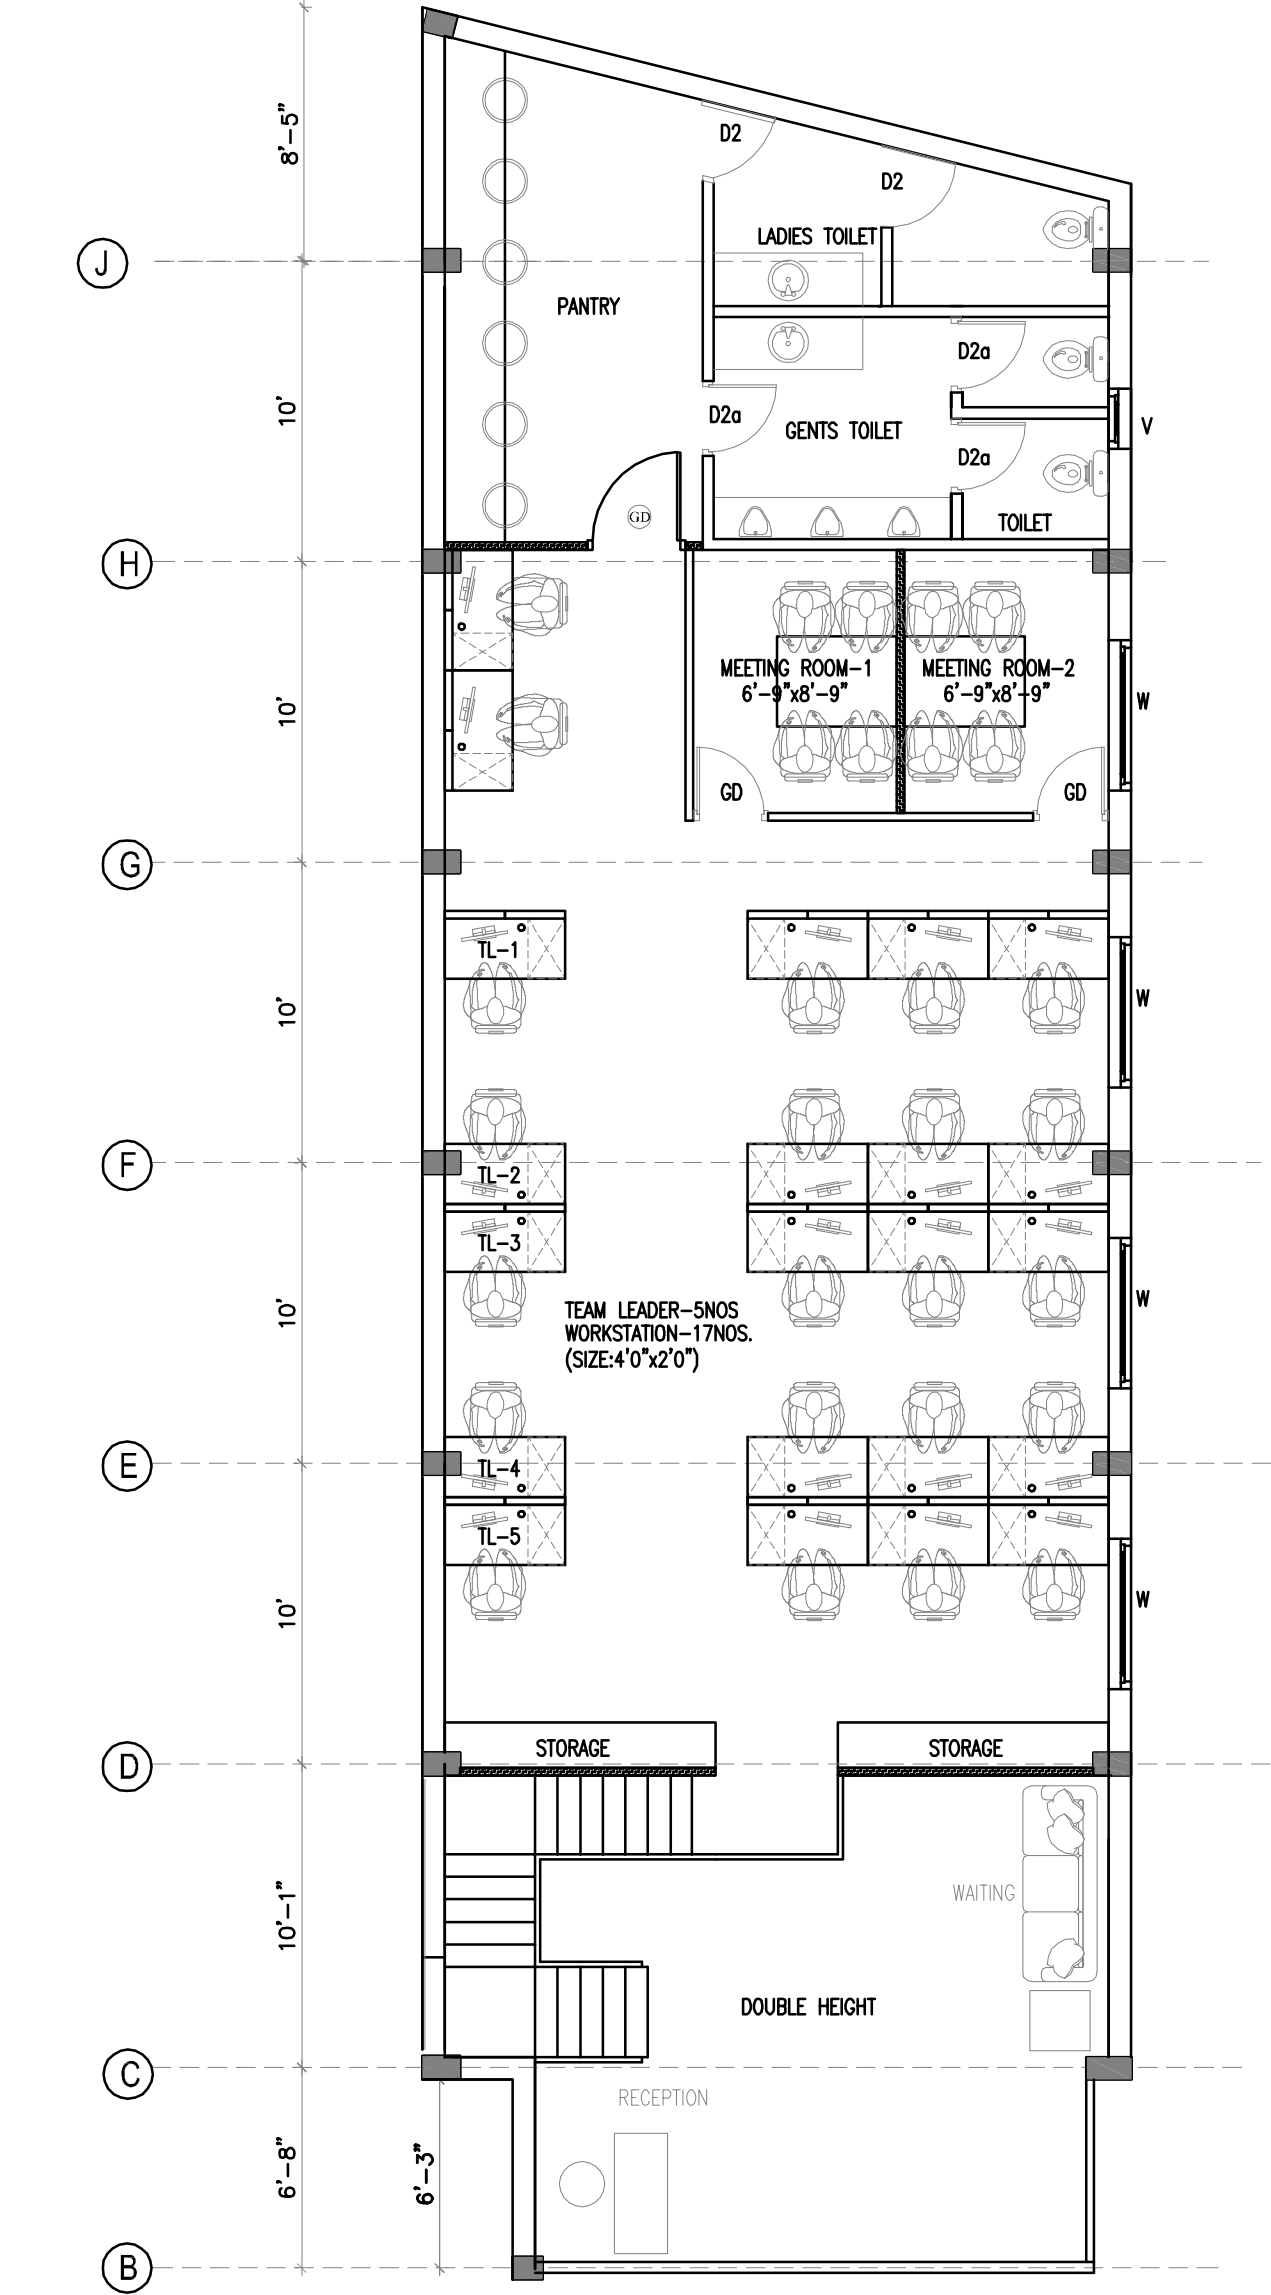 8'-5"
D2
D2
LADIES TOILET
J
PANTRY
D2a
10'
D2a
V
GENTS TOILET
D2a
GD
TOILET
H
MEETING ROOM-1
6'-9"x8'-9"
MEETING ROOM-2
6'-9"x8'-9"
10'
W
GD
GD
G
TL-1
10'
W
F
TL-2
TL-3
10'
W
TEAM LEADER-5NOS
WORKSTATION-17NOS.
(SIZE:4'0"x2'0")
E
TL-4
TL-5
10'
W
STORAGE
STORAGE
D
10'-1"
WAITING
DOUBLE HEIGHT
C
RECEPTION
6'-8"
6'-3"
B